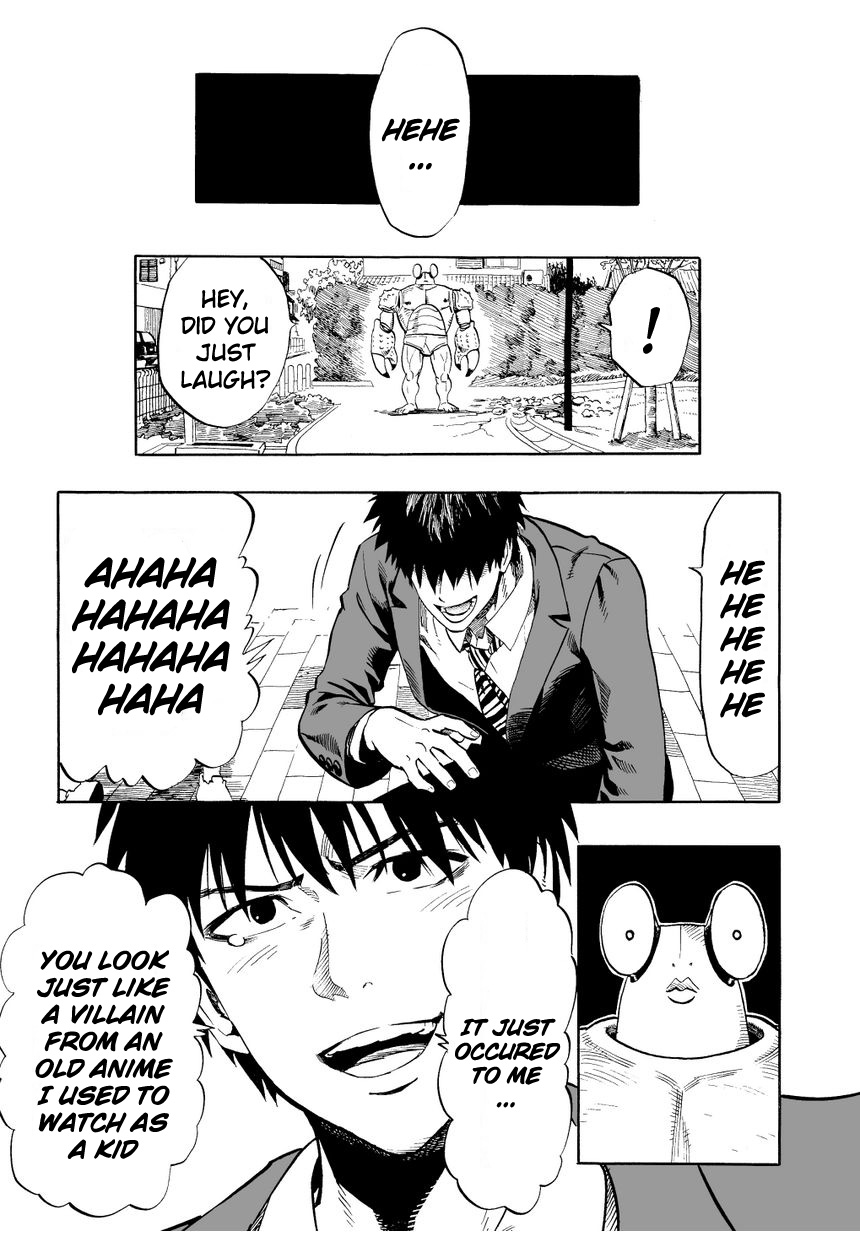 HEHE
...
!
HEY,
DID YOU
JUST
LAUGH?
HE
HE
HE
HE
HE
AHAHA
HAHAHA
HAHAHA
HAHA
IT JUST
OCCURED
TO ME
...
YOU LOOK
JUST LIKE
A VILLAIN
FROM AN
OLD ANIME
I USED TO
WATCH AS
A KID